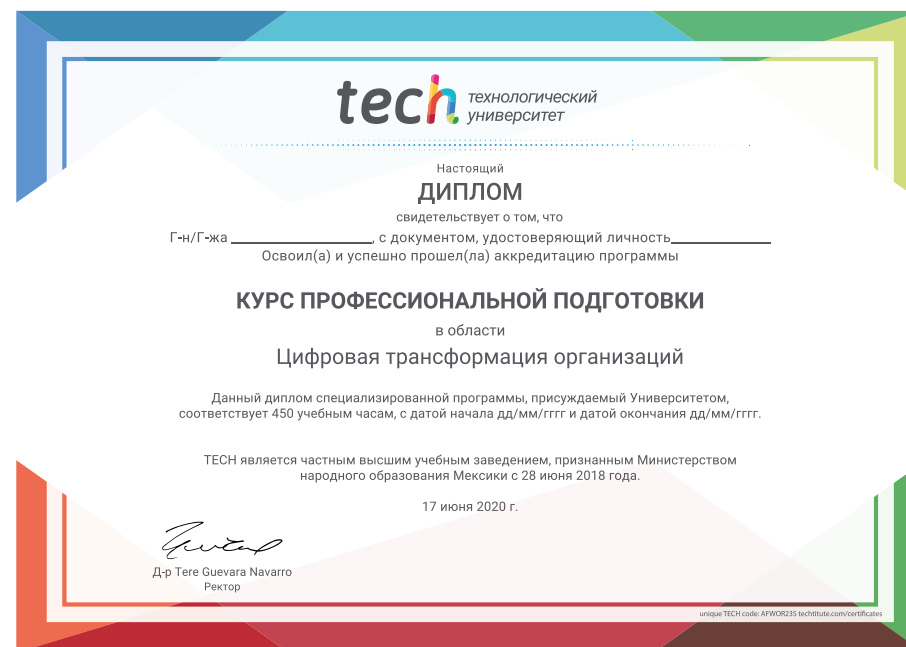 tech технологический университет
Настоящий
ДИПЛОМ
свидетельствует о том, что
Г-н/Г-жа ________________, с документом, удостоверяющий личность____________
Освоил(а) и успешно прошел(ла) аккредитацию программы
КУРС ПРОФЕССИОНАЛЬНОЙ ПОДГОТОВКИ
в области
Цифровая трансформация организаций
Данный диплом специализированной программы, присуждаемый Университетом,
соответствует 450 учебным часам, с датой начала дд/мм/гггг и датой окончания дд/мм/гггг.
TECH является частным высшим учебным заведением, признанным Министерством
народного образования Мексики с 28 июня 2018 года.
17 июня 2020 г.
Д-р Tere Guevara Navarro
Ректор
unique TECH code: AFWOR235 techtitute.com/certificates